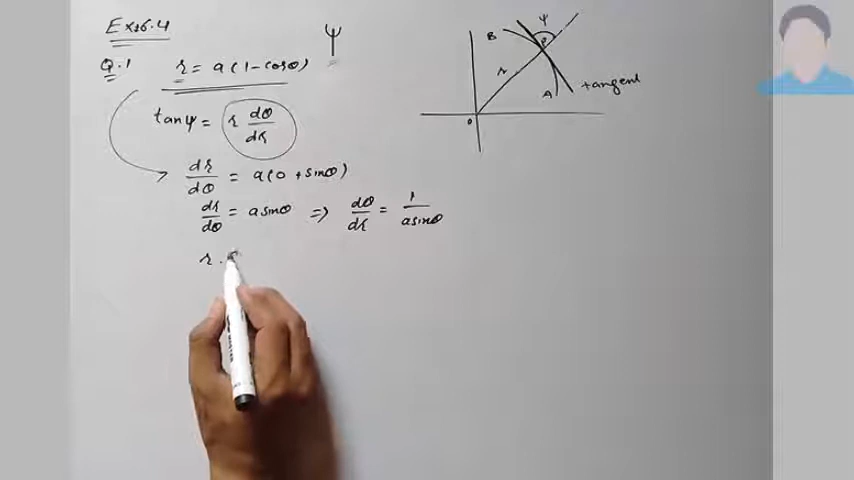 Ex # 6.4
Q.1 r = a(1-cosθ) ψ
tanψ = r dθ/dr
dr/dθ = a(0 + sinθ)
dr/dθ = a sinθ ⇒ dθ/dr = 1/a sinθ
r .
B ψ P
r
A tangent
O